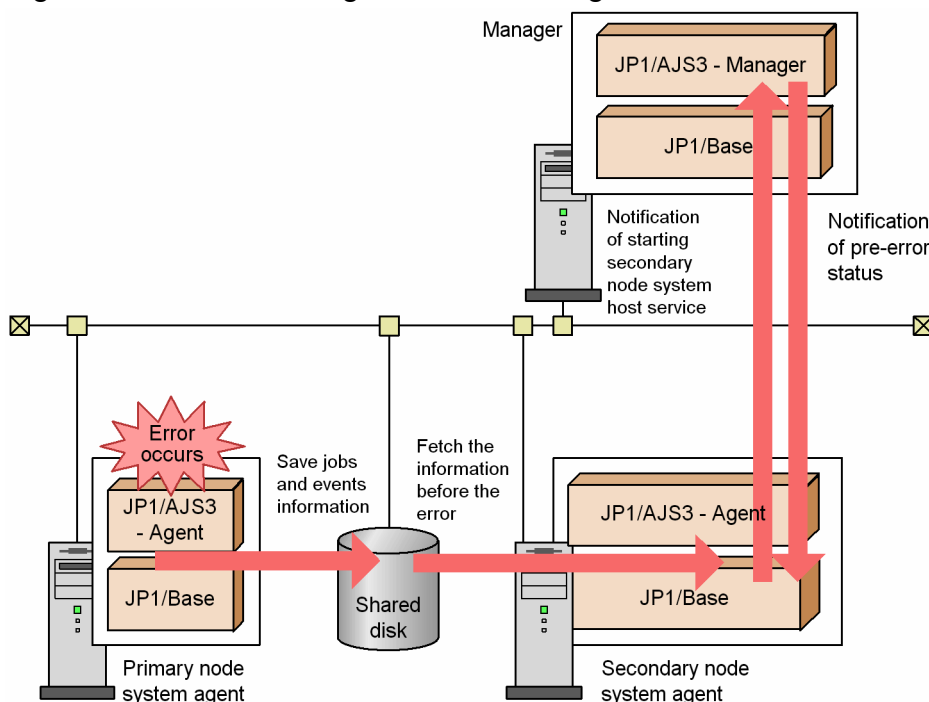 Manager
JP1/AJS3 - Manager
JP1/Base
Notification
of starting
secondary
node system
host service
Notification
of pre-error
status
Error
occurs
Save jobs
and events
information
Fetch the
information
before the
error
JP1/AJS3
- Agent
JP1/Base
Shared
disk
JP1/AJS3 - Agent
JP1/Base
Primary node
system agent
Secondary node
system agent